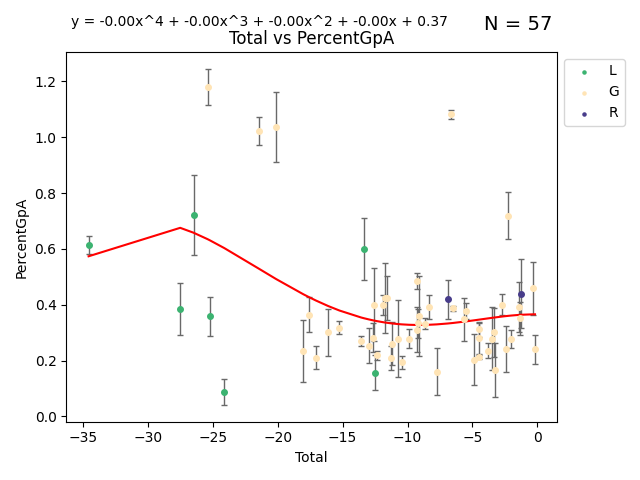 y = -0.00x^4 + -0.00x^3 + -0.00x^2 + -0.00x + 0.37
N = 57
Total vs PercentGpA
L
G
R
PercentGpA
1.2
1.0
0.8
0.6
0.4
0.2
0.0
−35
−30
−25
−20
−15
−10
−5
0
Total